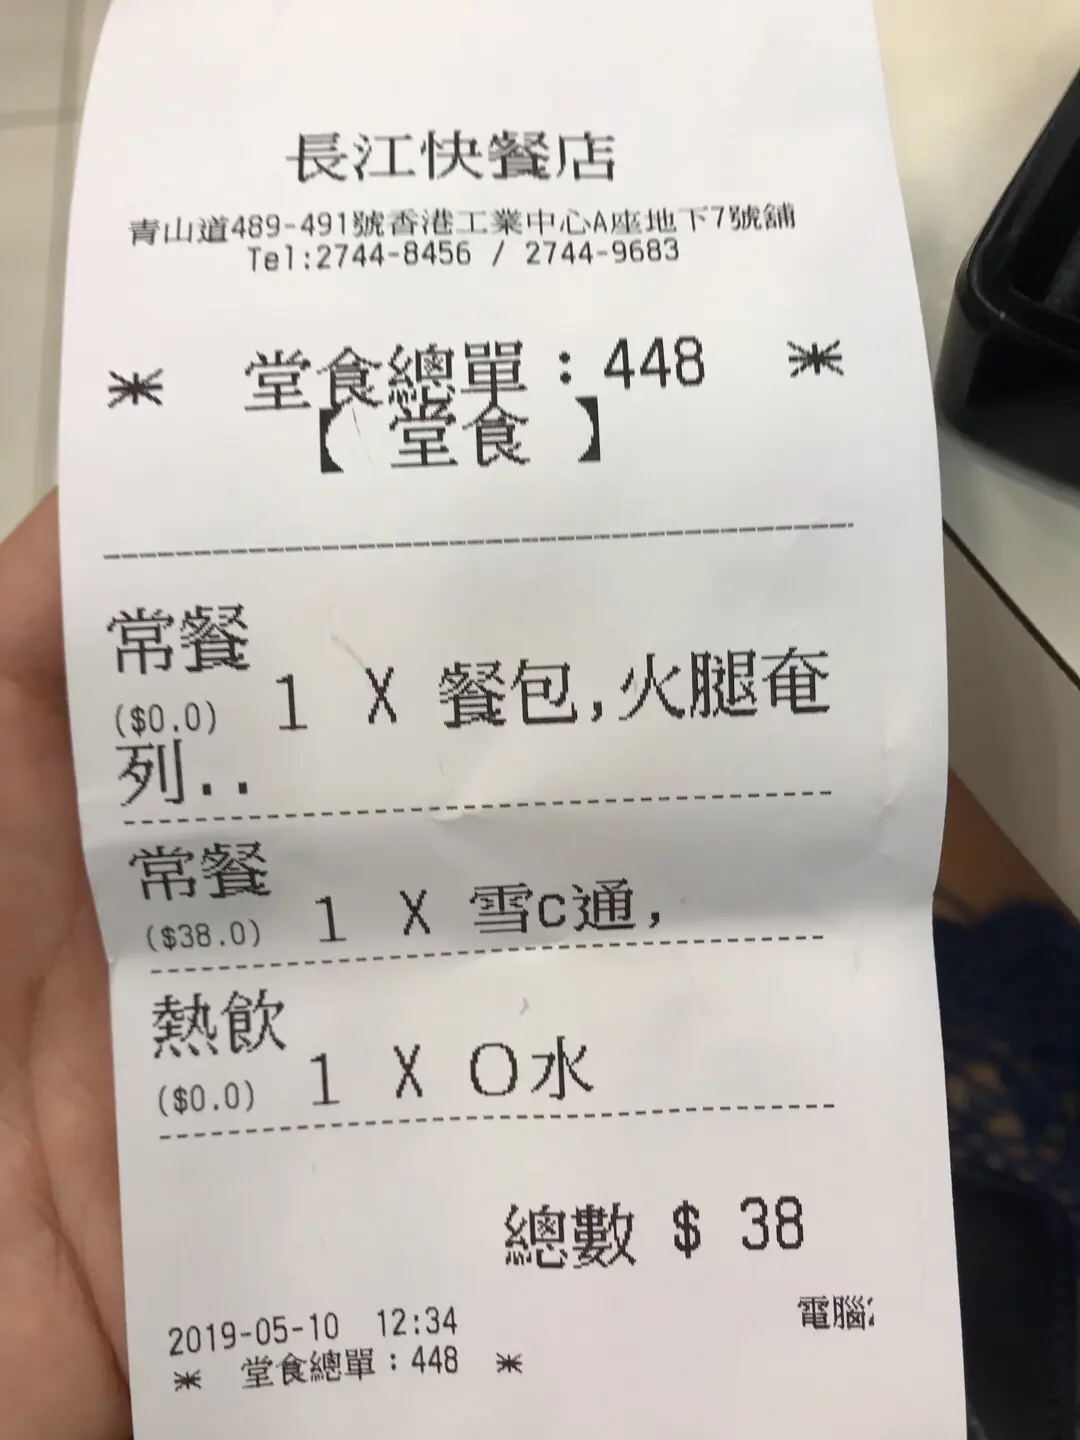 長江快餐店
青山道489-491號香港工業中心A座地下7號舖
Tel:2744-8456 / 2744-9683
* 堂食總單：448 *
【 堂食 】
常餐
($0.0) 1 X 餐包,火腿奄
列..
常餐
($38.0) 1 X 雪C通,
熱飲
($0.0) 1 X O水
總數 $ 38
2019-05-10 12:34 電腦
* 堂食總單：448 *